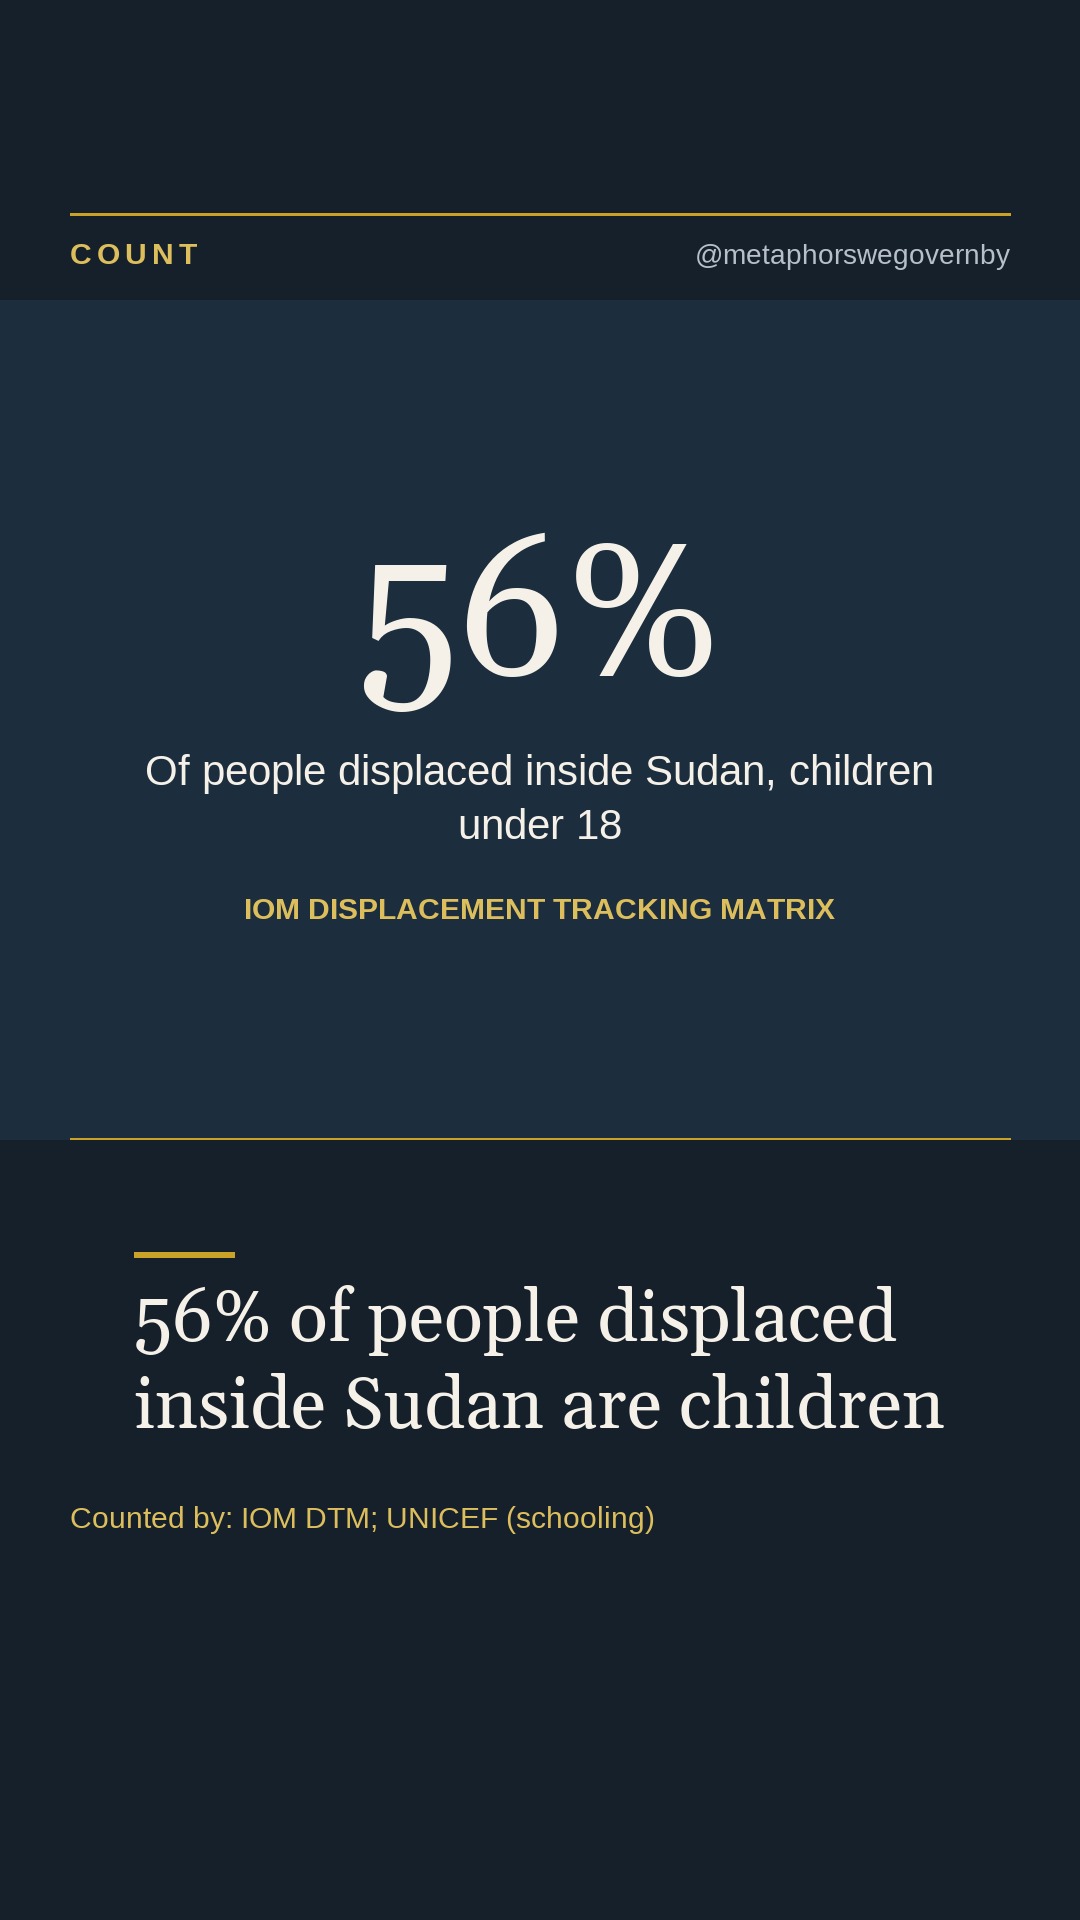 COUNT
@metaphorswegovernby
56%
Of people displaced inside Sudan, children
under 18
IOM DISPLACEMENT TRACKING MATRIX
56% of people displaced
inside Sudan are children
Counted by: IOM DTM; UNICEF (schooling)